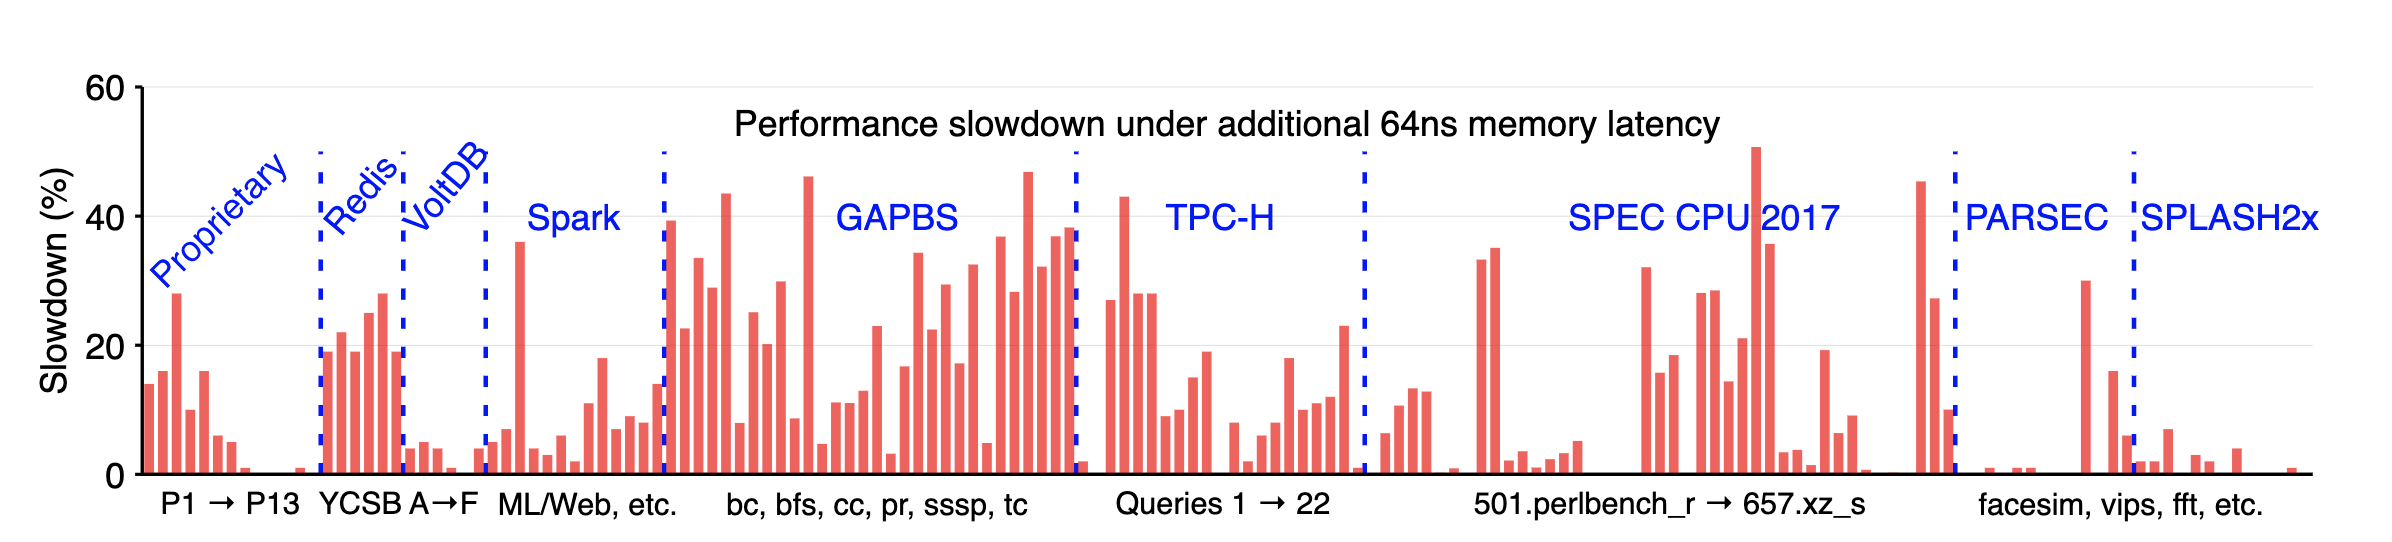 Performance slowdown under additional 64ns memory latency
Slowdown (%)
60
40
20
0
Proprietary
Redis
VoltDB
Spark
GAPBS
TPC-H
SPEC CPU 2017
PARSEC
SPLASH2x
P1 → P13
YCSB A→F
ML/Web, etc.
bc, bfs, cc, pr, sssp, tc
Queries 1 → 22
501.perlbench_r → 657.xz_s
facesim, vips, fft, etc.